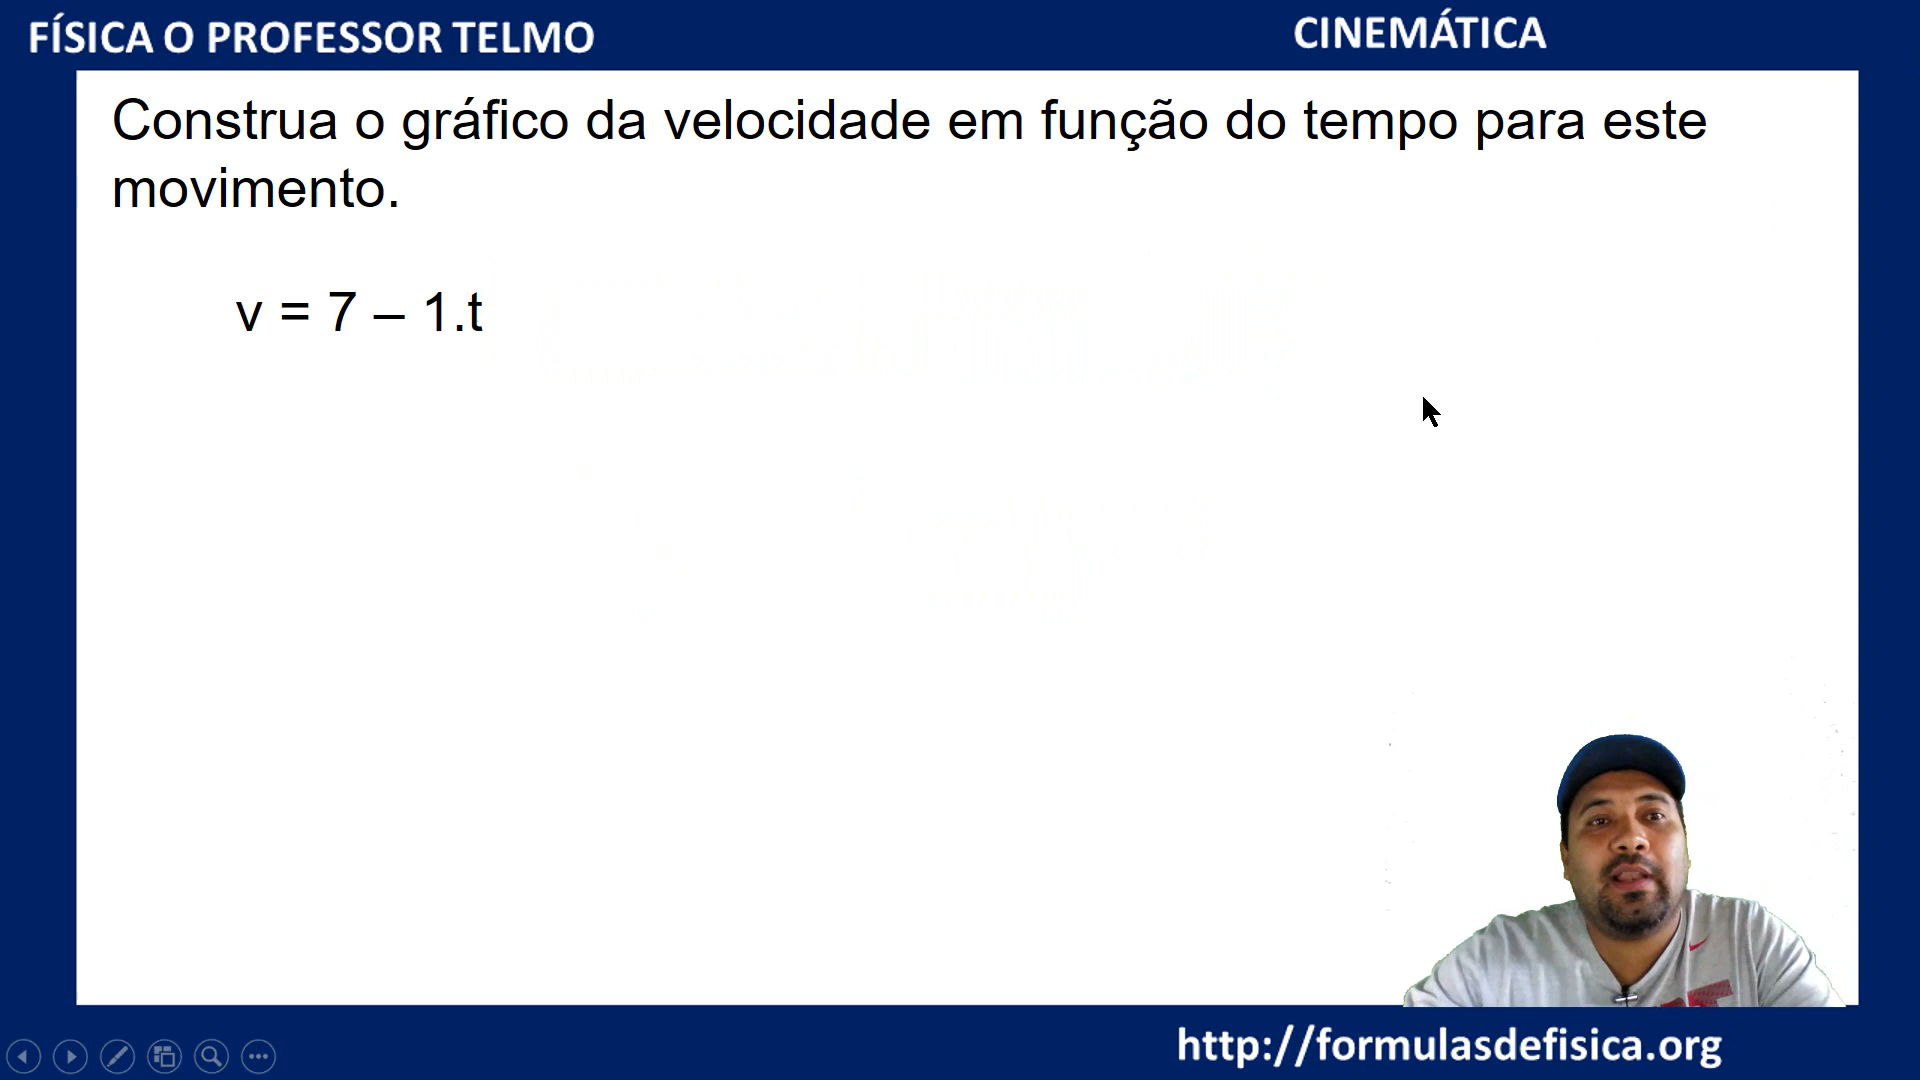 FÍSICA O PROFESSOR TELMO
CINEMÁTICA
Construa o gráfico da velocidade em função do tempo para este
movimento.
v = 7 – 1.t
http://formulasdefisica.org